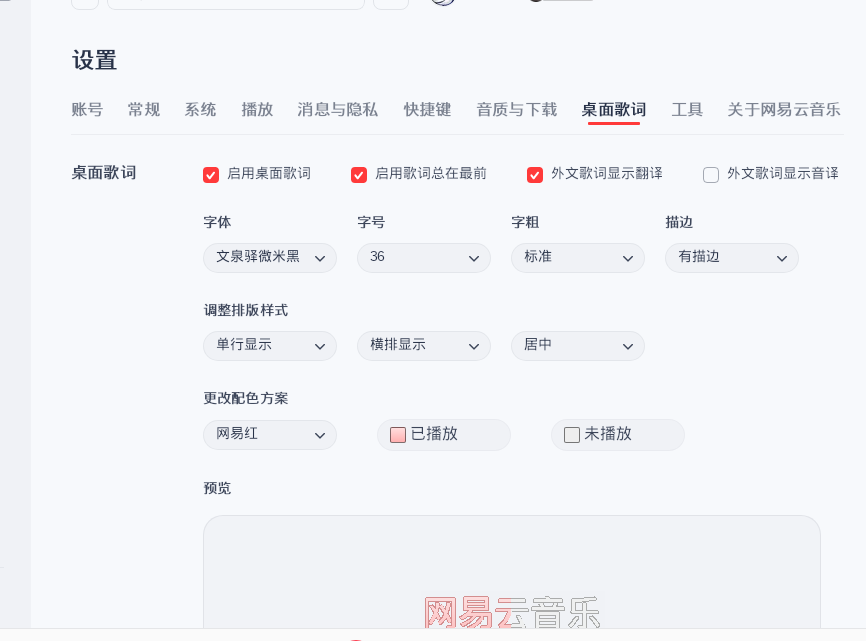 设置
账号 常规 系统 播放 消息与隐私 快捷键 音质与下载 桌面歌词 工具 关于网易云音乐
桌面歌词 启用桌面歌词 启用歌词总在最前 外文歌词显示翻译 外文歌词显示音译
字体 字号 字粗 描边
文泉驿微米黑 36 标准 有描边
调整排版样式
单行显示 横排显示 居中
更改配色方案
网易红 已播放 未播放
预览
网易云音乐